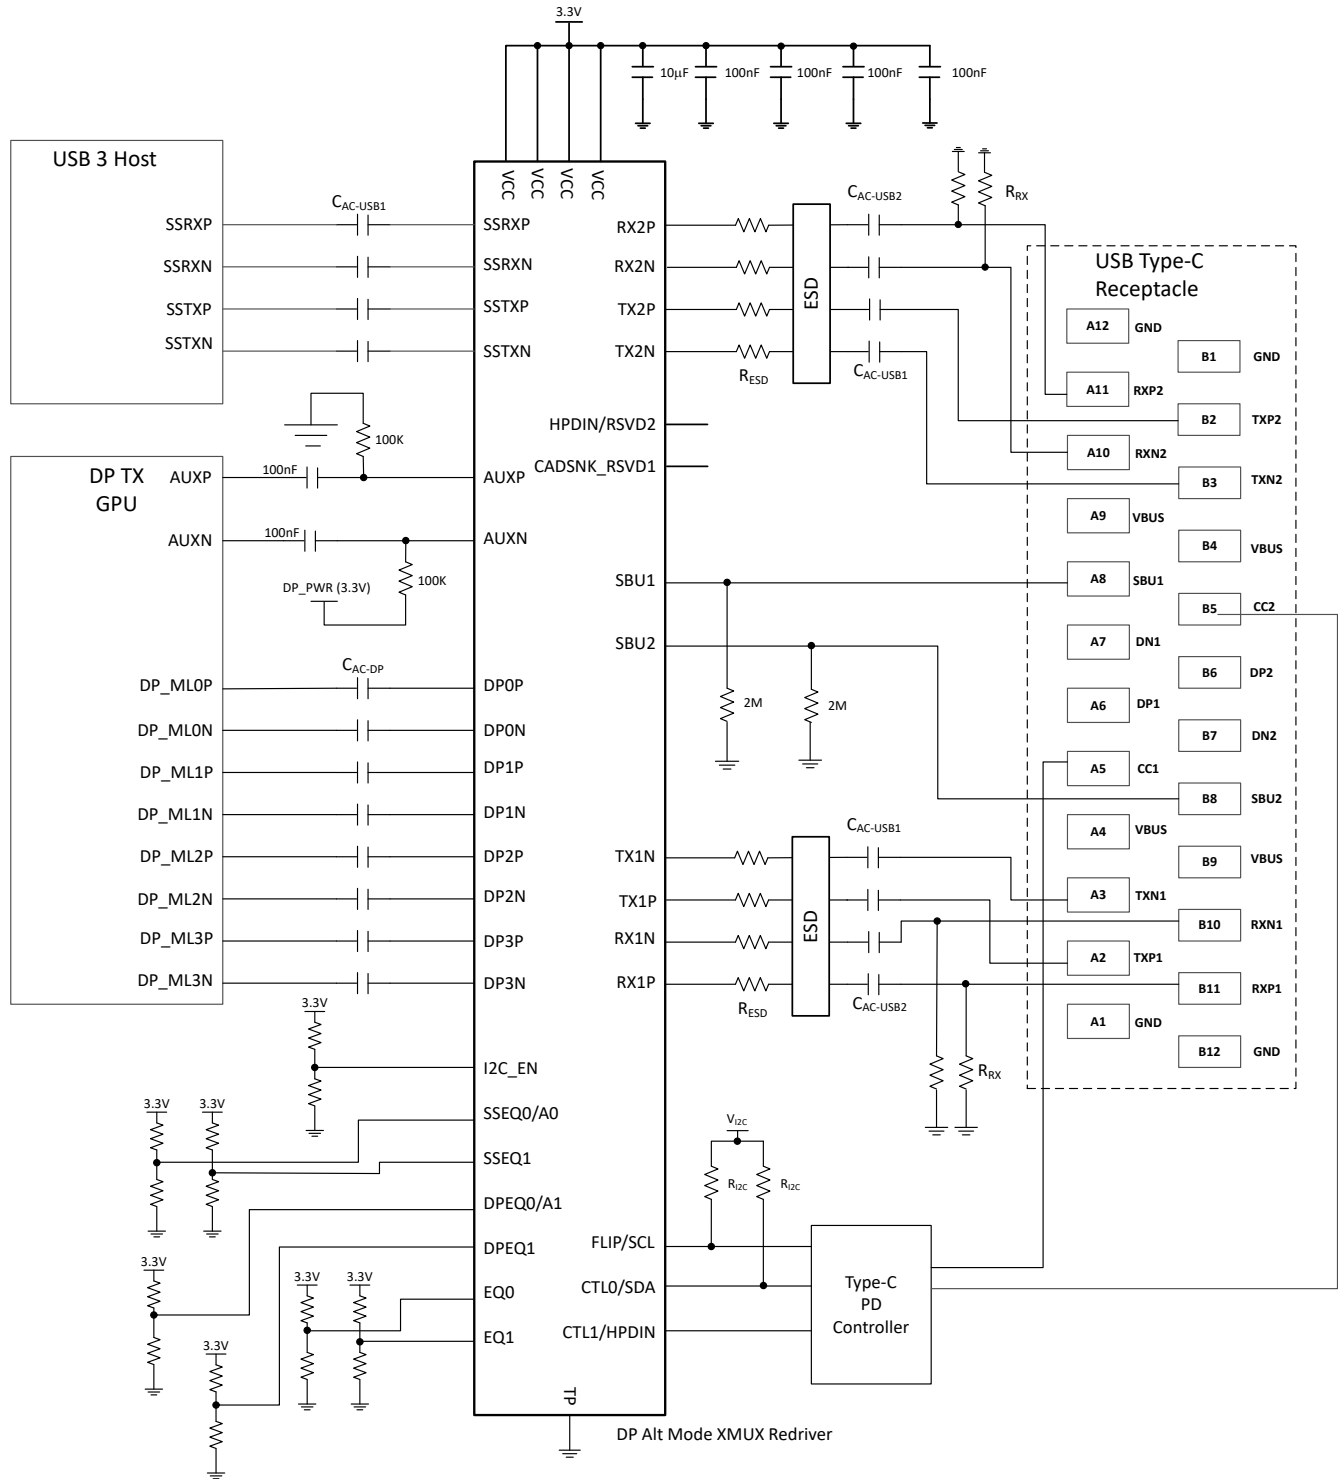 3.3V
10µF
100nF
100nF
100nF
100nF
USB 3 Host
SSRXP
SSRXN
SSTXP
SSTXN
CAC-USB1
VCC
VCC
VCC
VCC
SSRXP
SSRXN
SSTXP
SSTXN
RX2P
RX2N
TX2P
TX2N
RESD
ESD
CAC-USB2
CAC-USB1
RRX
USB Type-C
Receptacle
A12 GND
B1 GND
A11 RXP2
B2 TXP2
A10 RXN2
B3 TXN2
A9 VBUS
B4 VBUS
A8 SBU1
B5 CC2
A7 DN1
B6 DP2
A6 DP1
B7 DN2
A5 CC1
B8 SBU2
A4 VBUS
B9 VBUS
A3 TXN1
B10 RXN1
A2 TXP1
B11 RXP1
A1 GND
B12 GND
100K
HPDIN/RSVD2
CADSNK_RSVD1
DP TX
GPU
AUXP
100nF
AUXP
AUXN
100nF
AUXN
100K
DP_PWR (3.3V)
SBU1
SBU2
2M
2M
CAC-DP
DP_ML0P
DP0P
DP_ML0N
DP0N
DP_ML1P
DP1P
DP_ML1N
DP1N
DP_ML2P
DP2P
DP_ML2N
DP2N
DP_ML3P
DP3P
DP_ML3N
DP3N
TX1N
TX1P
RX1N
RX1P
RESD
ESD
CAC-USB1
CAC-USB2
RRX
3.3V
I2C_EN
3.3V
3.3V
SSEQ0/A0
SSEQ1
DPEQ0/A1
DPEQ1
3.3V
3.3V
3.3V
3.3V
EQ0
EQ1
VI2C
RI2C
RI2C
FLIP/SCL
CTL0/SDA
CTL1/HPDIN
Type-C
PD
Controller
TP
DP Alt Mode XMUX Redriver